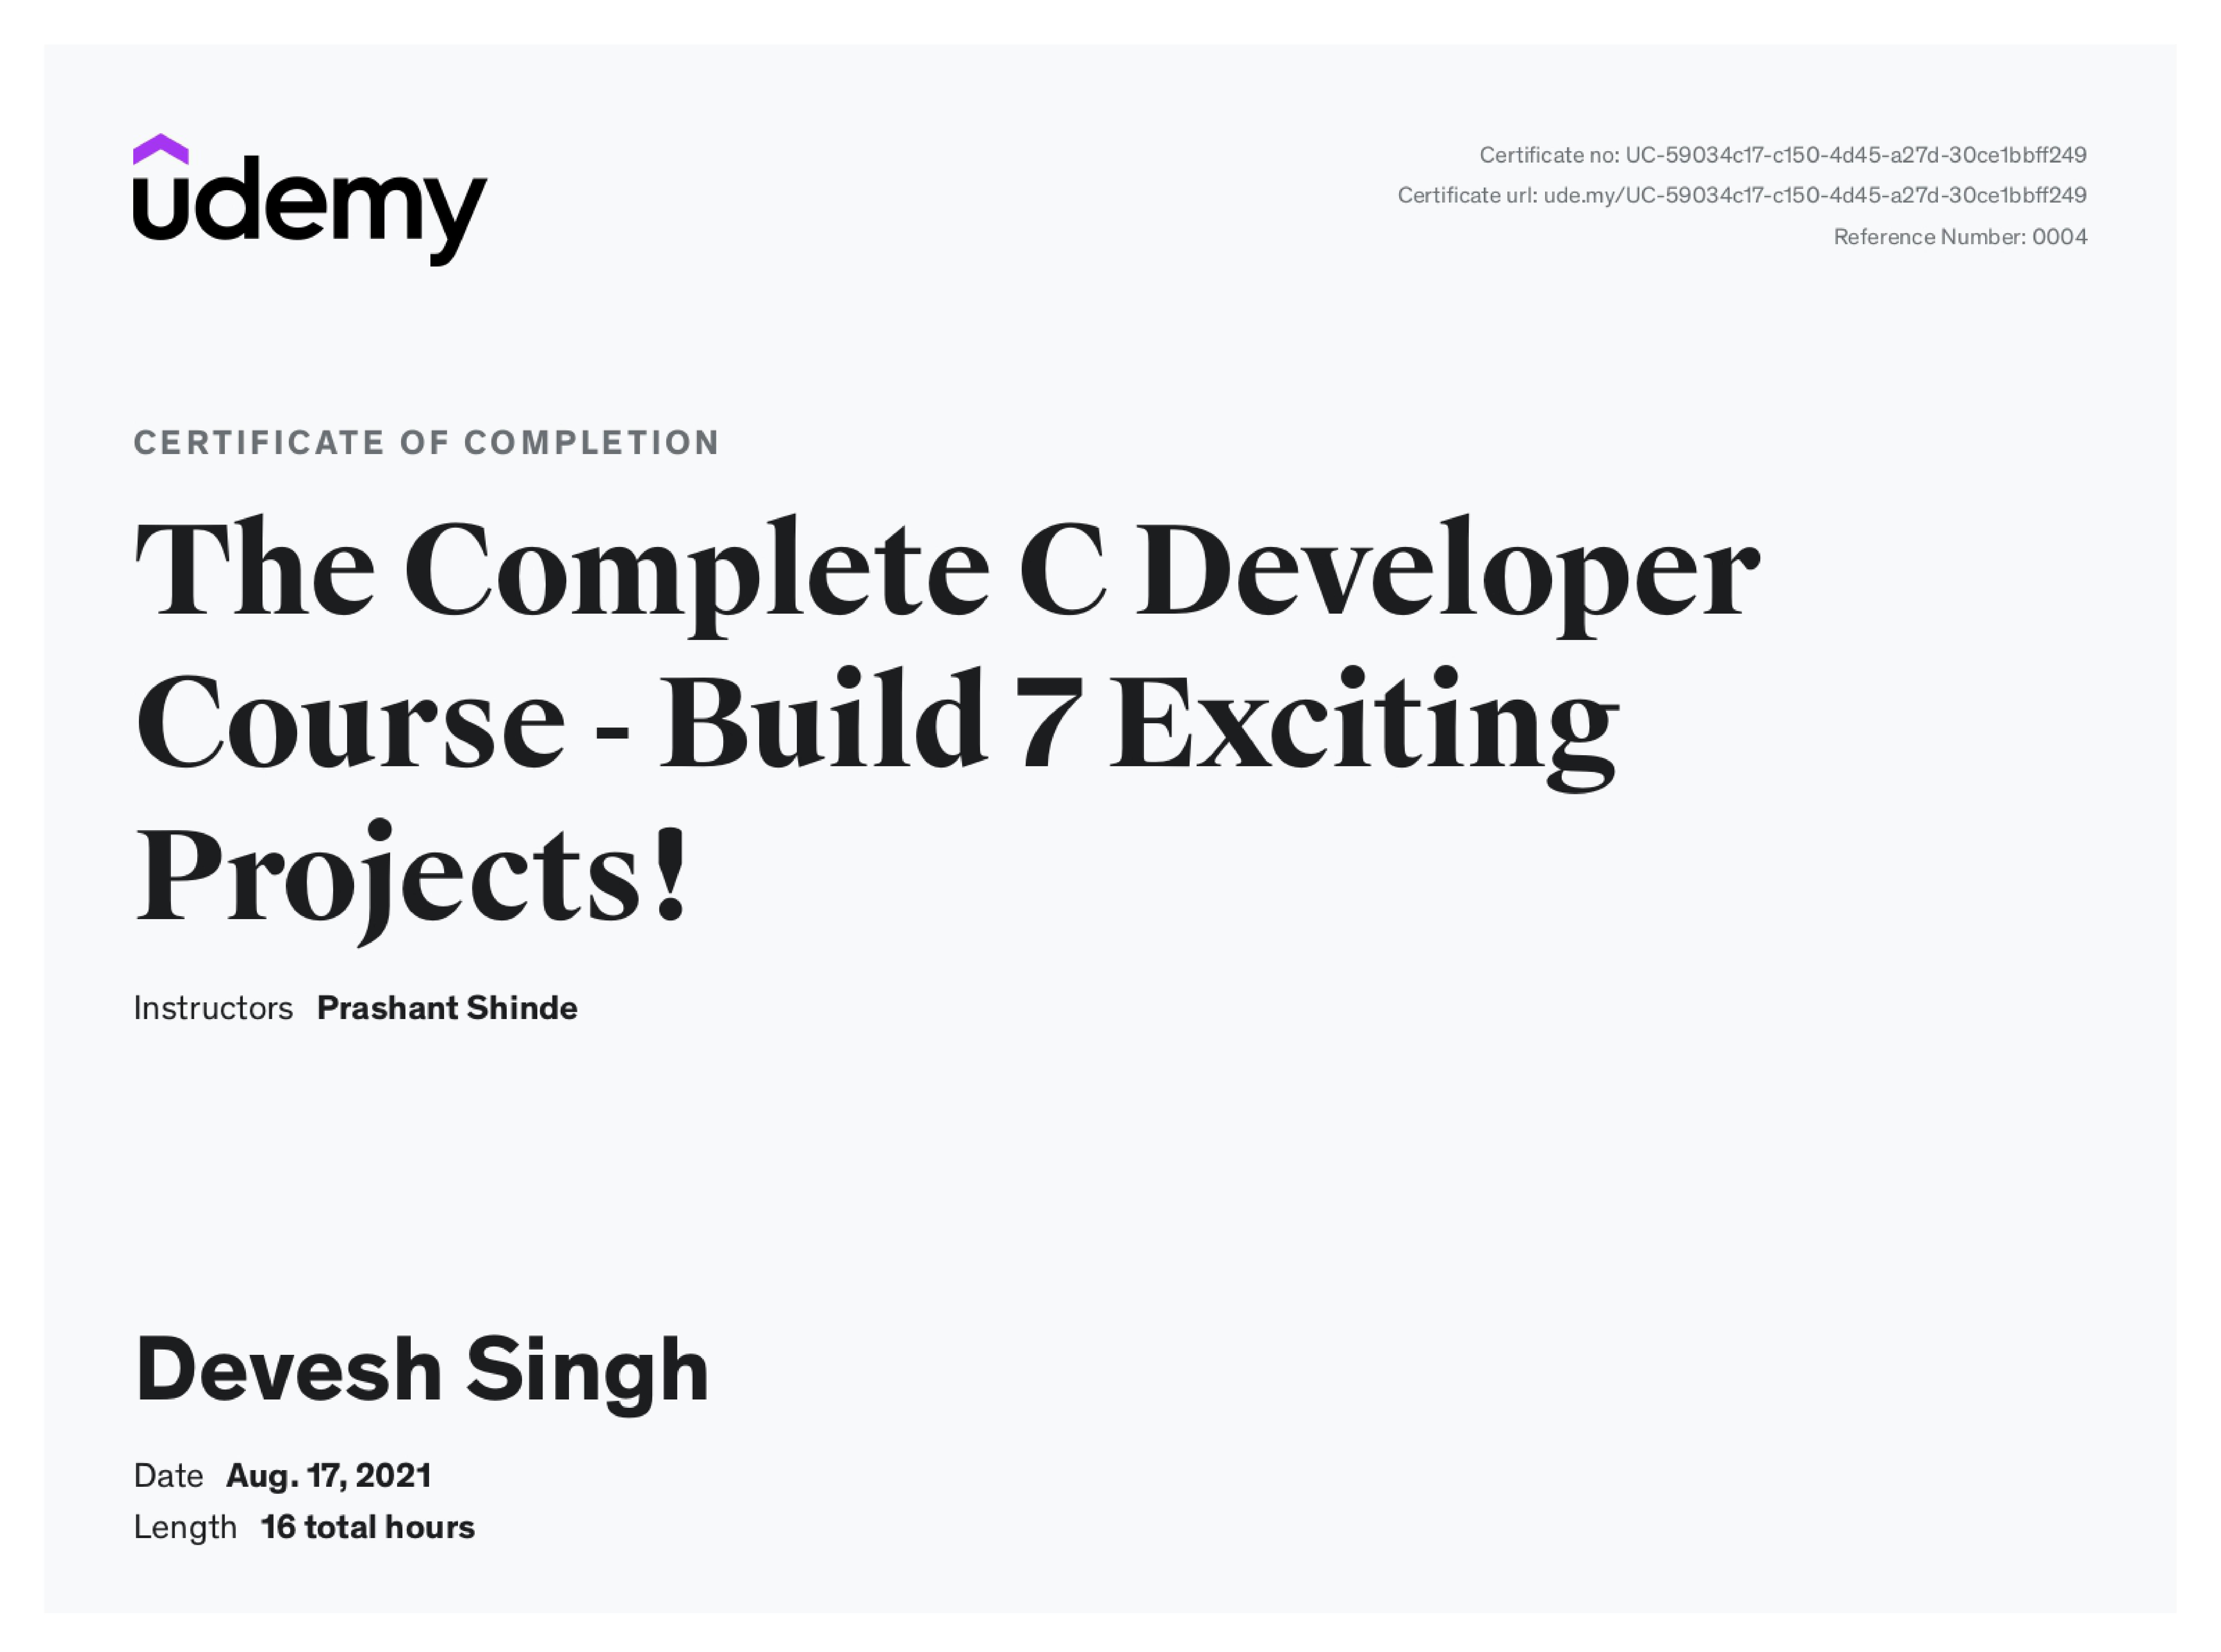 udemy
Certificate no: UC-59034c17-c150-4d45-a27d-30ce1bbff249
Certificate url: ude.my/UC-59034c17-c150-4d45-a27d-30ce1bbff249
Reference Number: 0004
CERTIFICATE OF COMPLETION
The Complete C Developer
Course - Build 7 Exciting
Projects!
Instructors Prashant Shinde
Devesh Singh
Date Aug. 17, 2021
Length 16 total hours